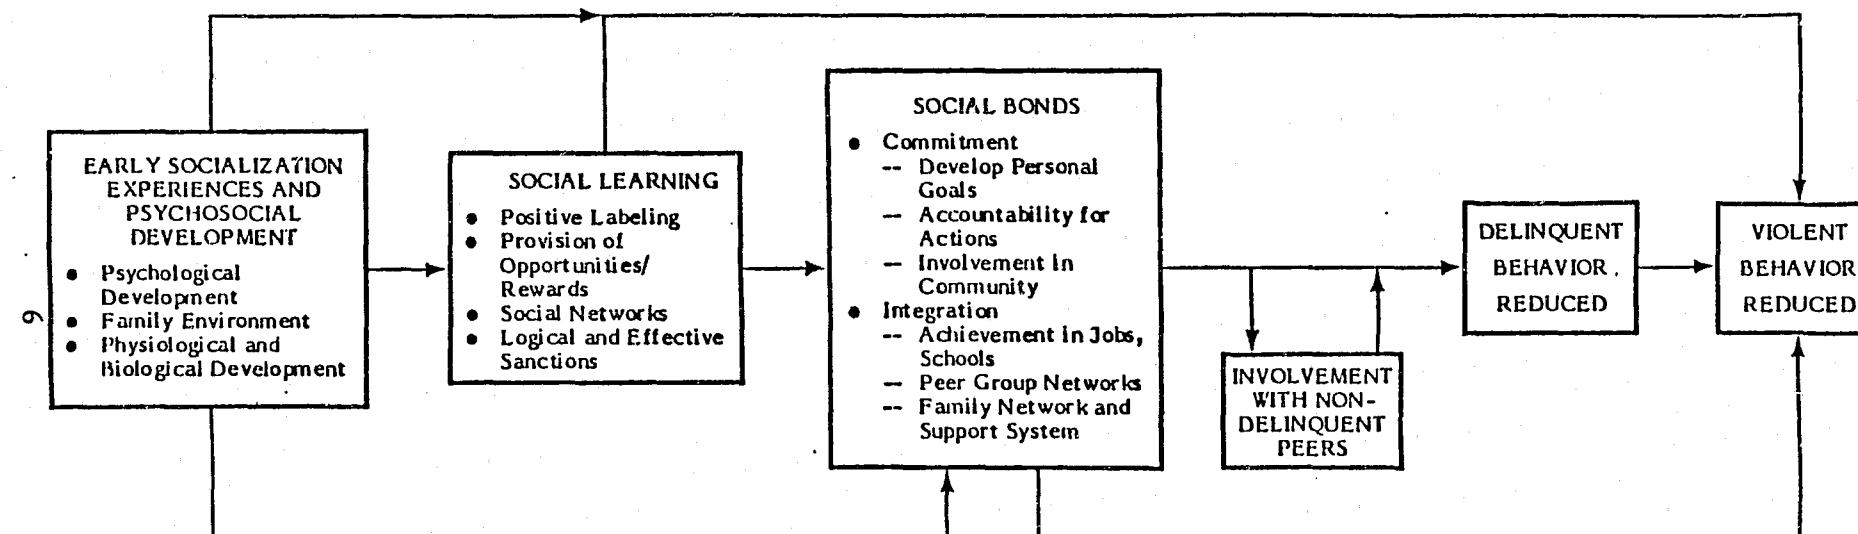 EARLY SOCIALIZATION
EXPERIENCES AND
PSYCHOSOCIAL
DEVELOPMENT
● Psychological
Development
● Family Environment
● Physiological and
Biological Development
SOCIAL LEARNING
● Positive Labeling
● Provision of
Opportunities/
Rewards
● Social Networks
● Logical and Effective
Sanctions
SOCIAL BONDS
● Commitment
-- Develop Personal
Goals
-- Accountability for
Actions
-- Involvement in
Community
● Integration
-- Achievement in Jobs,
Schools
-- Peer Group Networks
-- Family Network and
Support System
INVOLVEMENT
WITH NON-
DELINQUENT
PEERS
DELINQUENT
BEHAVIOR
REDUCED
VIOLENT
BEHAVIOR
REDUCED
9